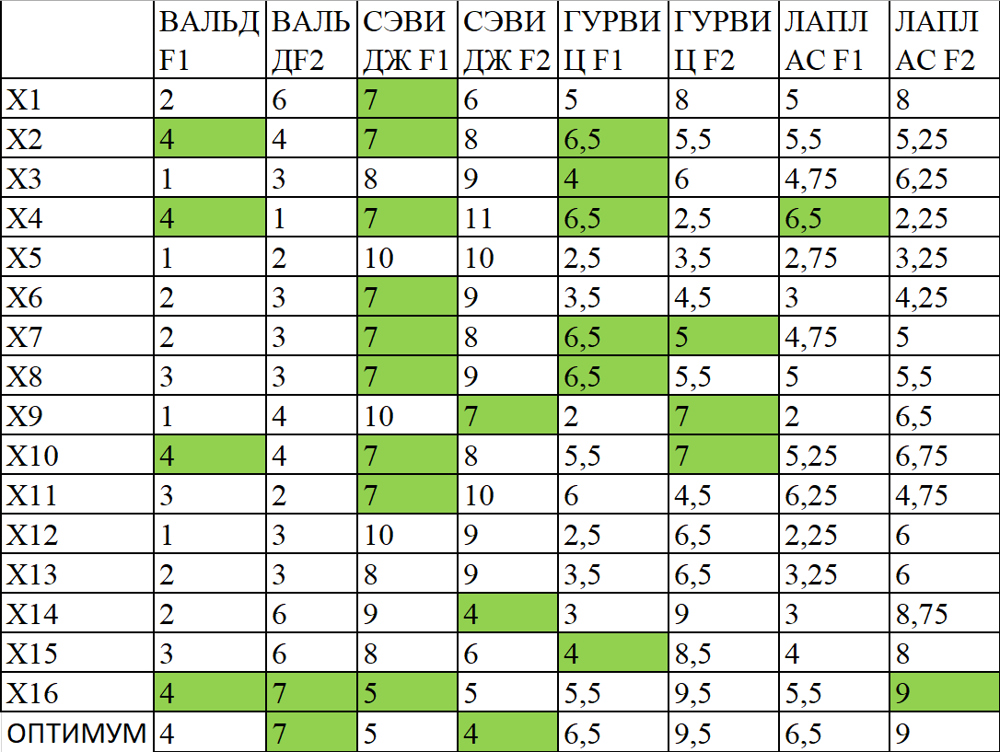 ВАЛЬД F1 ВАЛЬ ДF2 СЭВИ ДЖ F1 СЭВИ ДЖ F2 ГУРВИ Ц F1 ГУРВИ Ц F2 ЛАПЛ АС F1 ЛАПЛ АС F2
X1 2 6 7 6 5 8 5 8
X2 4 4 7 8 6,5 5,5 5,5 5,25
X3 1 3 8 9 4 6 4,75 6,25
X4 4 1 7 11 6,5 2,5 6,5 2,25
X5 1 2 10 10 2,5 3,5 2,75 3,25
X6 2 3 7 9 3,5 4,5 3 4,25
X7 2 3 7 8 6,5 5 4,75 5
X8 3 3 7 9 6,5 5,5 5 5,5
X9 1 4 10 7 2 7 2 6,5
X10 4 4 7 8 5,5 7 5,25 6,75
X11 3 2 7 10 6 4,5 6,25 4,75
X12 1 3 10 9 2,5 6,5 2,25 6
X13 2 3 8 9 3,5 6,5 3,25 6
X14 2 6 9 4 3 9 3 8,75
X15 3 6 8 6 4 8,5 4 8
X16 4 7 5 5 5,5 9,5 5,5 9
ОПТИМУМ 4 7 5 4 6,5 9,5 6,5 9